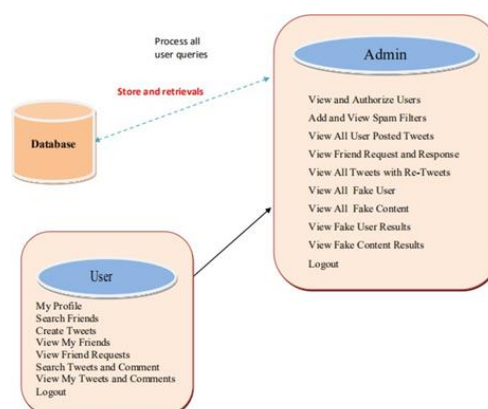 Process all
user queries
Store and retrievals
Database
Admin
View and Authorize Users
Add and View Spam Filters
View All User Posted Tweets
View Friend Request and Response
View All Tweets with Re-Tweets
View All Fake User
View All Fake Content
View Fake User Results
View Fake Content Results
Logout
User
My Profile
Search Friends
Create Tweets
View My Friends
View Friend Requests
Search Tweets and Comment
View My Tweets and Comments
Logout